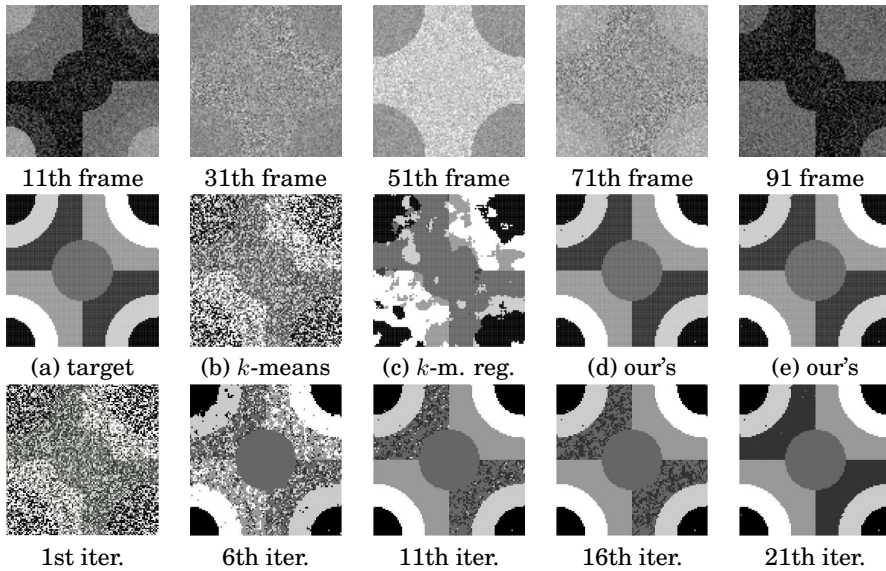 11th frame 31th frame 51th frame 71th frame 91 frame
(a) target (b) k-means (c) k-m. reg. (d) our's (e) our's
1st iter. 6th iter. 11th iter. 16th iter. 21th iter.